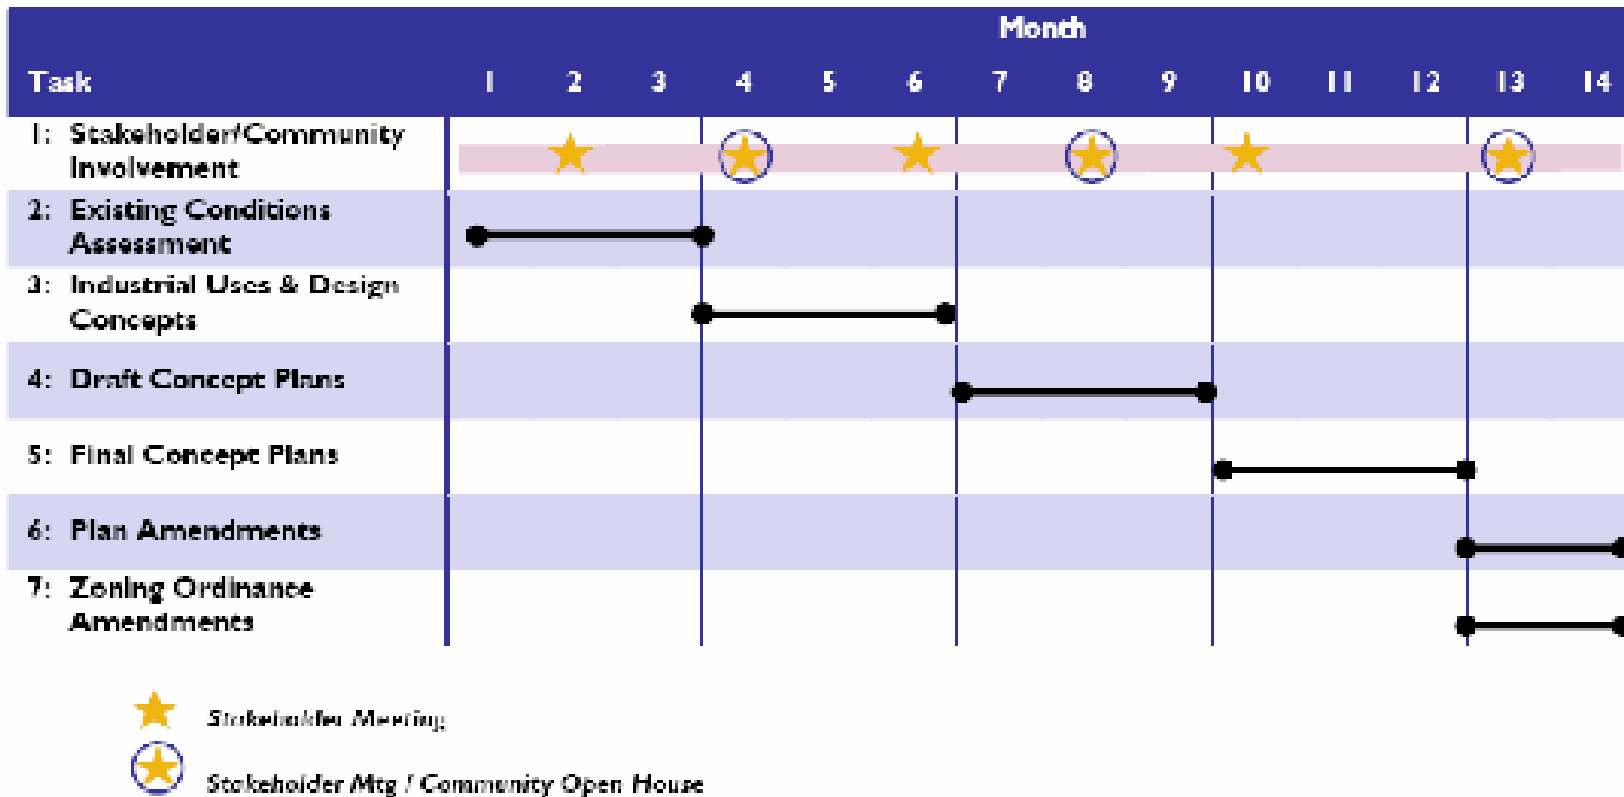 Month
Task 1 2 3 4 5 6 7 8 9 10 11 12 13 14
1: Stakeholder/Community
Involvement
2: Existing Conditions
Assessment
3: Industrial Uses & Design
Concepts
4: Draft Concept Plans
5: Final Concept Plans
6: Plan Amendments
7: Zoning Ordinance
Amendments
Stakeholder Meeting
Stakeholder Mtg / Community Open House